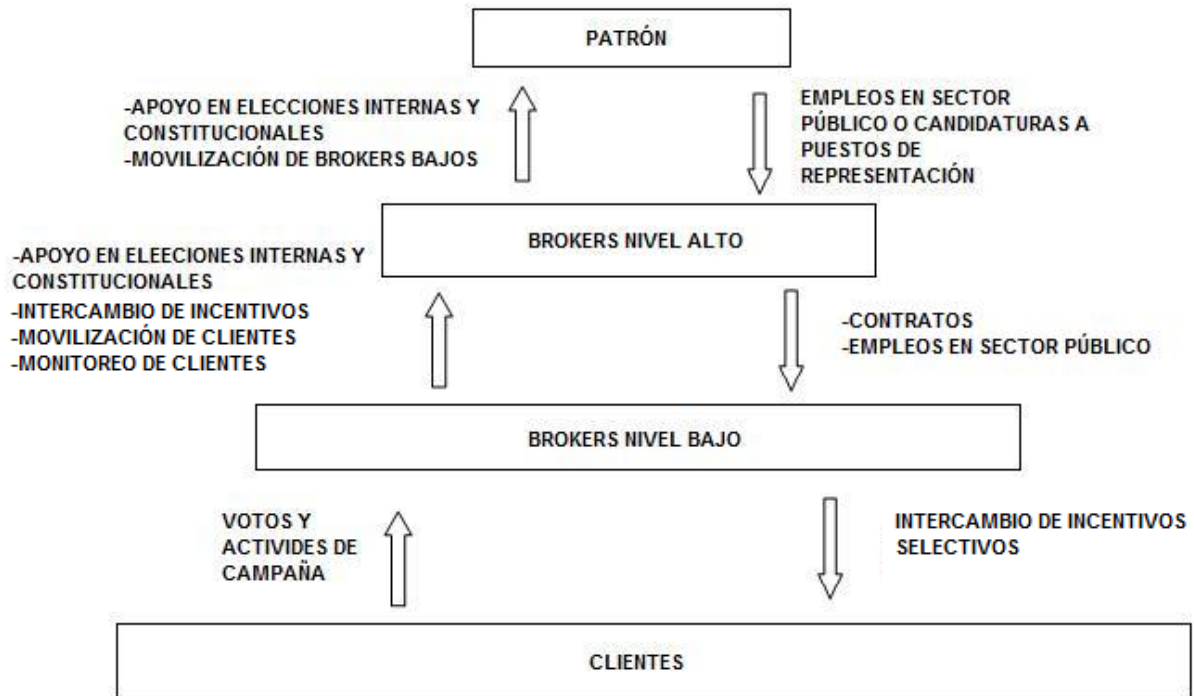 PATRÓN
-APOYO EN ELECCIONES INTERNAS Y
CONSTITUCIONALES
-MOVILIZACIÓN DE BROKERS BAJOS
EMPLEOS EN SECTOR
PÚBLICO O CANDIDATURAS A
PUESTOS DE
REPRESENTACIÓN
BROKERS NIVEL ALTO
-APOYO EN ELEECIONES INTERNAS Y
CONSTITUCIONALES
-INTERCAMBIO DE INCENTIVOS
-MOVILIZACIÓN DE CLIENTES
-MONITOREO DE CLIENTES
-CONTRATOS
-EMPLEOS EN SECTOR PÚBLICO
BROKERS NIVEL BAJO
VOTOS Y
ACTIVIDES DE
CAMPAÑA
INTERCAMBIO DE INCENTIVOS
SELECTIVOS
CLIENTES